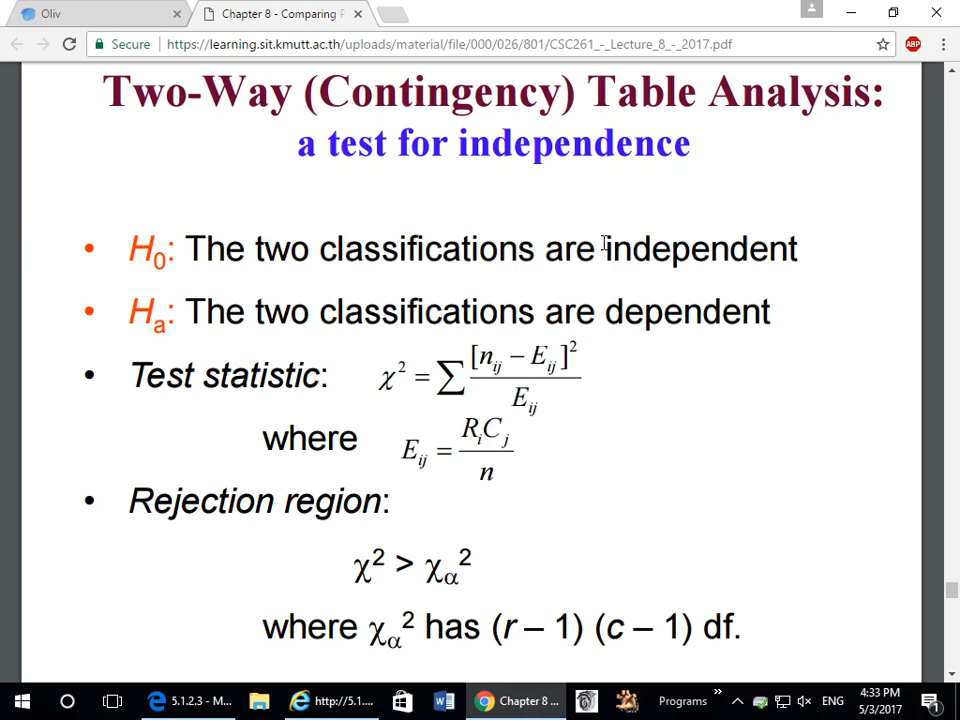 Oliv
Chapter 8 - Comparing P
Secure
https://learning.sit.kmutt.ac.th/uploads/material/file/000/026/801/CSC261_-_Lecture_8_-_2017.pdf
ABP
Two-Way (Contingency) Table Analysis:
a test for independence
• H₀: The two classifications are independent
• Hₐ: The two classifications are dependent
• Test statistic: χ² = ∑ [nᵢⱼ − Eᵢⱼ]² / Eᵢⱼ
where Eᵢⱼ = RᵢCⱼ / n
• Rejection region:
χ² > χα²
where χα² has (r – 1) (c – 1) df.
5.1.2.3 - M...
http://5.1....
Chapter 8 ...
Programs
ENG
4:33 PM
5/3/2017
1